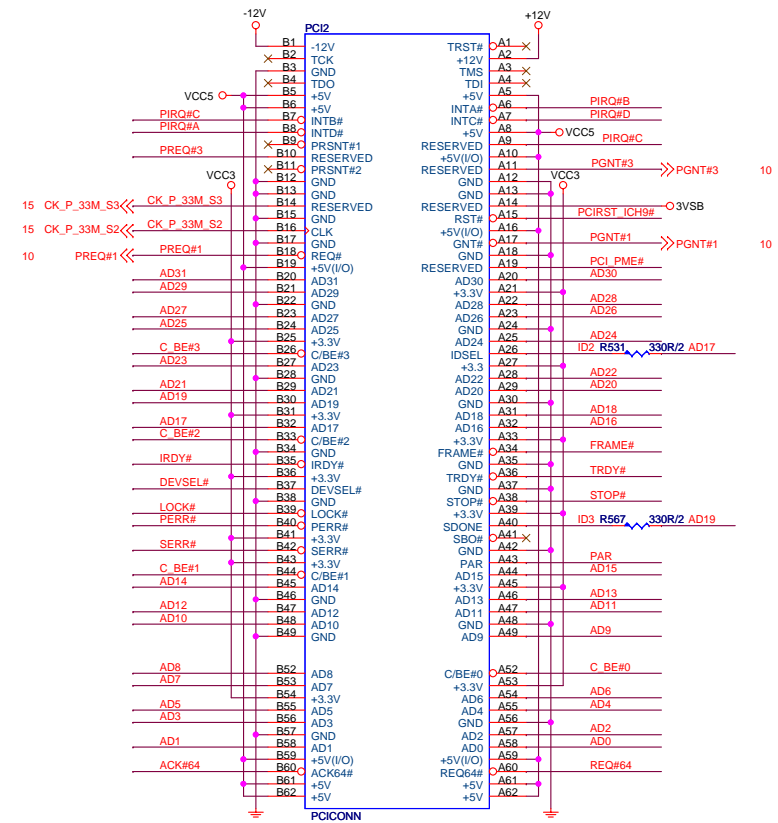 -12V +12V
PCI2
B1 -12V TRST# A1
B2 TCK +12V A2
B3 GND TMS A3
B4 TDO TDI A4
VCC5 B5 +5V +5V A5
B6 +5V INTA# A6 PIRQ#B
PIRQ#C B7 INTB# INTC# A7 PIRQ#D
PIRQ#A B8 INTD# +5V A8 VCC5
B9 PRSNT#1 RESERVED A9 PIRQ#C
PREQ#3 B10 RESERVED +5V(I/O) A10
B11 PRSNT#2 RESERVED A11 PGNT#3 PGNT#3 10
VCC3 B12 GND GND A12 VCC3
B13 GND GND A13
15 CK_P_33M_S3 CK_P_33M_S3 B14 RESERVED RESERVED A14 3VSB
B15 GND RST# A15 PCIRST_ICH9#
15 CK_P_33M_S2 CK_P_33M_S2 B16 CLK +5V(I/O) A16
B17 GND GNT# A17 PGNT#1 PGNT#1 10
10 PREQ#1 PREQ#1 B18 REQ# GND A18
B19 +5V(I/O) RESERVED A19 PCI_PME#
AD31 B20 AD31 AD30 A20 AD30
AD29 B21 AD29 +3.3V A21
B22 GND AD28 A22 AD28
AD27 B23 AD27 AD26 A23 AD26
AD25 B24 AD25 GND A24
B25 +3.3V AD24 A25 AD24
C_BE#3 B26 C/BE#3 IDSEL A26 ID2 R531 330R/2 AD17
AD23 B27 AD23 +3.3 A27
B28 GND AD22 A28 AD22
AD21 B29 AD21 AD20 A29 AD20
AD19 B30 AD19 GND A30
B31 +3.3V AD18 A31 AD18
AD17 B32 AD17 AD16 A32 AD16
C_BE#2 B33 C/BE#2 +3.3V A33
B34 GND FRAME# A34 FRAME#
IRDY# B35 IRDY# GND A35
B36 +3.3V TRDY# A36 TRDY#
DEVSEL# B37 DEVSEL# GND A37
B38 GND STOP# A38 STOP#
LOCK# B39 LOCK# +3.3V A39
PERR# B40 PERR# SDONE A40 ID3 R567 330R/2 AD19
B41 +3.3V SBO# A41
SERR# B42 SERR# GND A42
B43 +3.3V PAR A43 PAR
C_BE#1 B44 C/BE#1 AD15 A44 AD15
AD14 B45 AD14 +3.3V A45
B46 GND AD13 A46 AD13
AD12 B47 AD12 AD11 A47 AD11
AD10 B48 AD10 GND A48
B49 GND AD9 A49 AD9
AD8 B52 AD8 C/BE#0 A52 C_BE#0
AD7 B53 AD7 +3.3V A53
B54 +3.3V AD6 A54 AD6
AD5 B55 AD5 AD4 A55 AD4
AD3 B56 AD3 GND A56
B57 GND AD2 A57 AD2
AD1 B58 AD1 AD0 A58 AD0
B59 +5V(I/O) +5V(I/O) A59
ACK#64 B60 ACK64# REQ64# A60 REQ#64
B61 +5V +5V A61
B62 +5V +5V A62
PCICONN